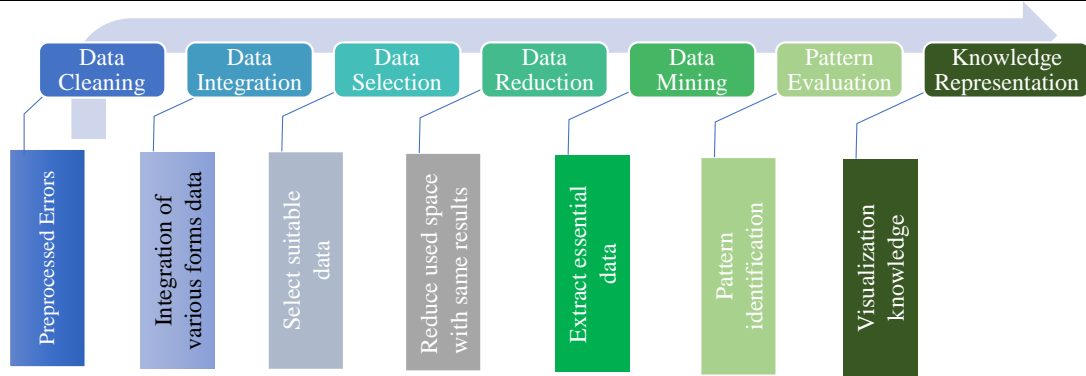 Data
Cleaning
Data
Integration
Data
Selection
Data
Reduction
Data
Mining
Pattern
Evaluation
Knowledge
Representation
Preprocessed Errors
Integration of
various forms data
Select suitable
data
Reduce used space
with same results
Extract essential
data
Pattern
identification
Visualization
knowledge